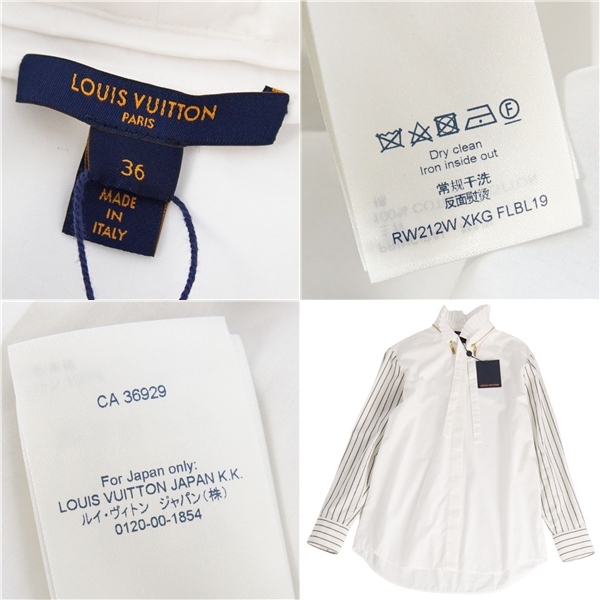 LOUIS VUITTON
PARIS
36
MADE
IN
ITALY
Dry clean
Iron inside out
常规干洗
反面熨烫
RW212W XKG FLBL19
CA 36929
For Japan only:
LOUIS VUITTON JAPAN K.K.
ルイ・ヴィトン ジャパン(株)
0120-00-1854